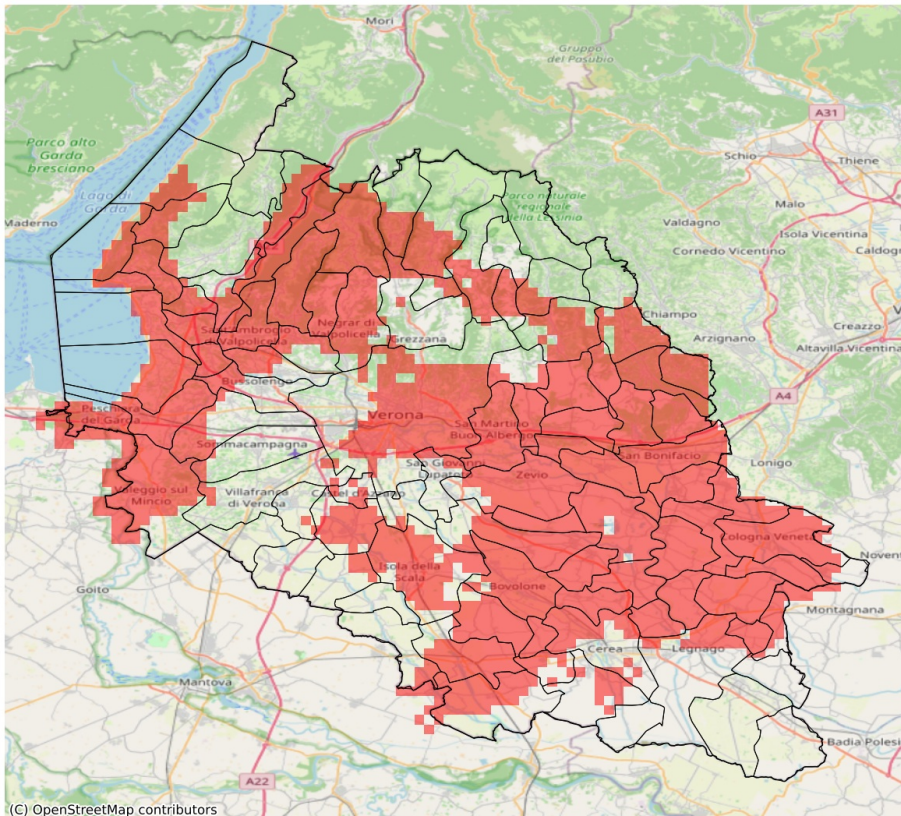 Mori
Gruppo
del Pasubio
A31
Parco alto
Garda
bresciano
Schio
Thiene
Lago di
Garda
Parco naturale
regionale
della Lessinia
Malo
Maderno
Valdagno
Isola Vicentina
Cornedo Vicentino
Caldogn
Chiampo
Sant'Ambrogio
di Valpolicella
Negrar di
Valpolicella
Grezzana
Creazzo
Arzignano
Altavilla Vicentina
Bussolengo
A4
Peschiera
del Garda
Verona
San Martino
Buon Albergo
Sommacampagna
San Bonifacio
San Giovanni
Lupatoto
Lonigo
Zevio
Valeggio sul
Mincio
Villafranca
di Verona
Castel d'Azzano
Cologna Veneta
Noven
Isola della
Scala
Goito
Bovolone
Montagnana
Cerea
Legnago
Mantova
Badia Polesi
A22
(C) OpenStreetMap contributors